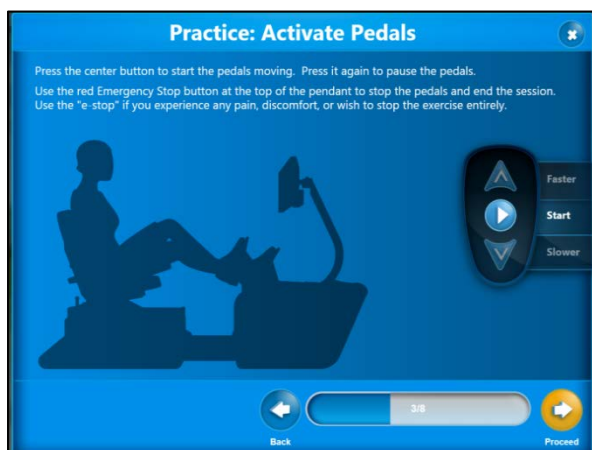 Practice: Activate Pedals
Press the center button to start the pedals moving. Press it again to pause the pedals.
Use the red Emergency Stop button at the top of the pendant to stop the pedals and end the session.
Use the "e-stop" if you experience any pain, discomfort, or wish to stop the exercise entirely.
Faster
Start
Slower
3/8
Back
Proceed